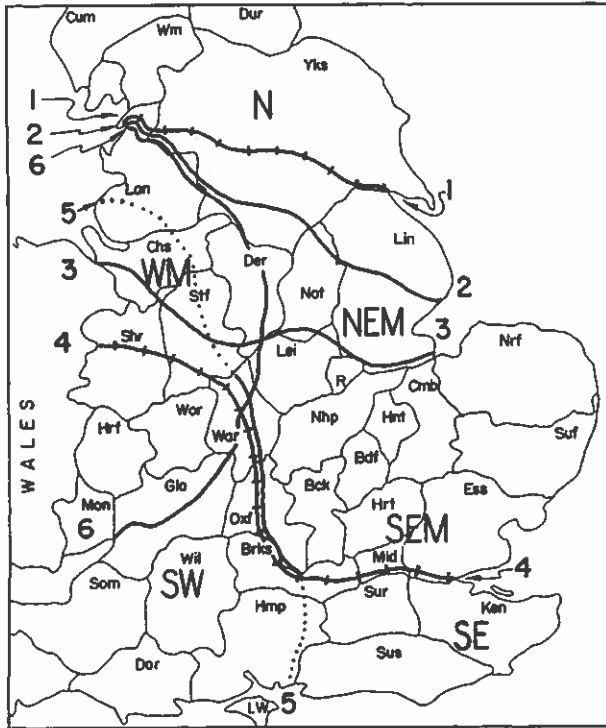 Cum
Dur
Wm
Yks
1
N
2
6
Lan
5
1
Lin
Chs
Der
WM
3
Stf
Not
2
NEM
3
4
Shr
Lei
Nrf
R
Cmb
WALES
Wor
Nhp
Hnt
Hrf
War
Suf
Bdf
Glo
Bck
Ess
Mon
Hrt
6
Oxf
SEM
Wil
Brks
Mid
Som
SW
4
Sur
Hmp
Ken
SE
Dor
Sus
5
I.W